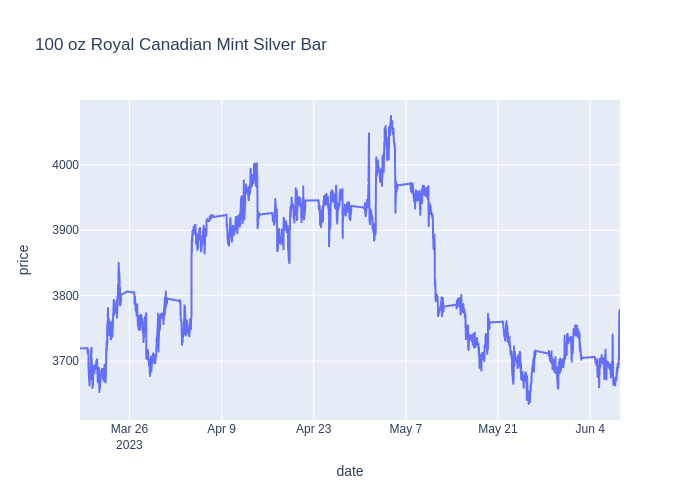 100 oz Royal Canadian Mint Silver Bar
4000
3900
3800
3700
price
Mar 26
2023
Apr 9
Apr 23
May 7
May 21
Jun 4
date